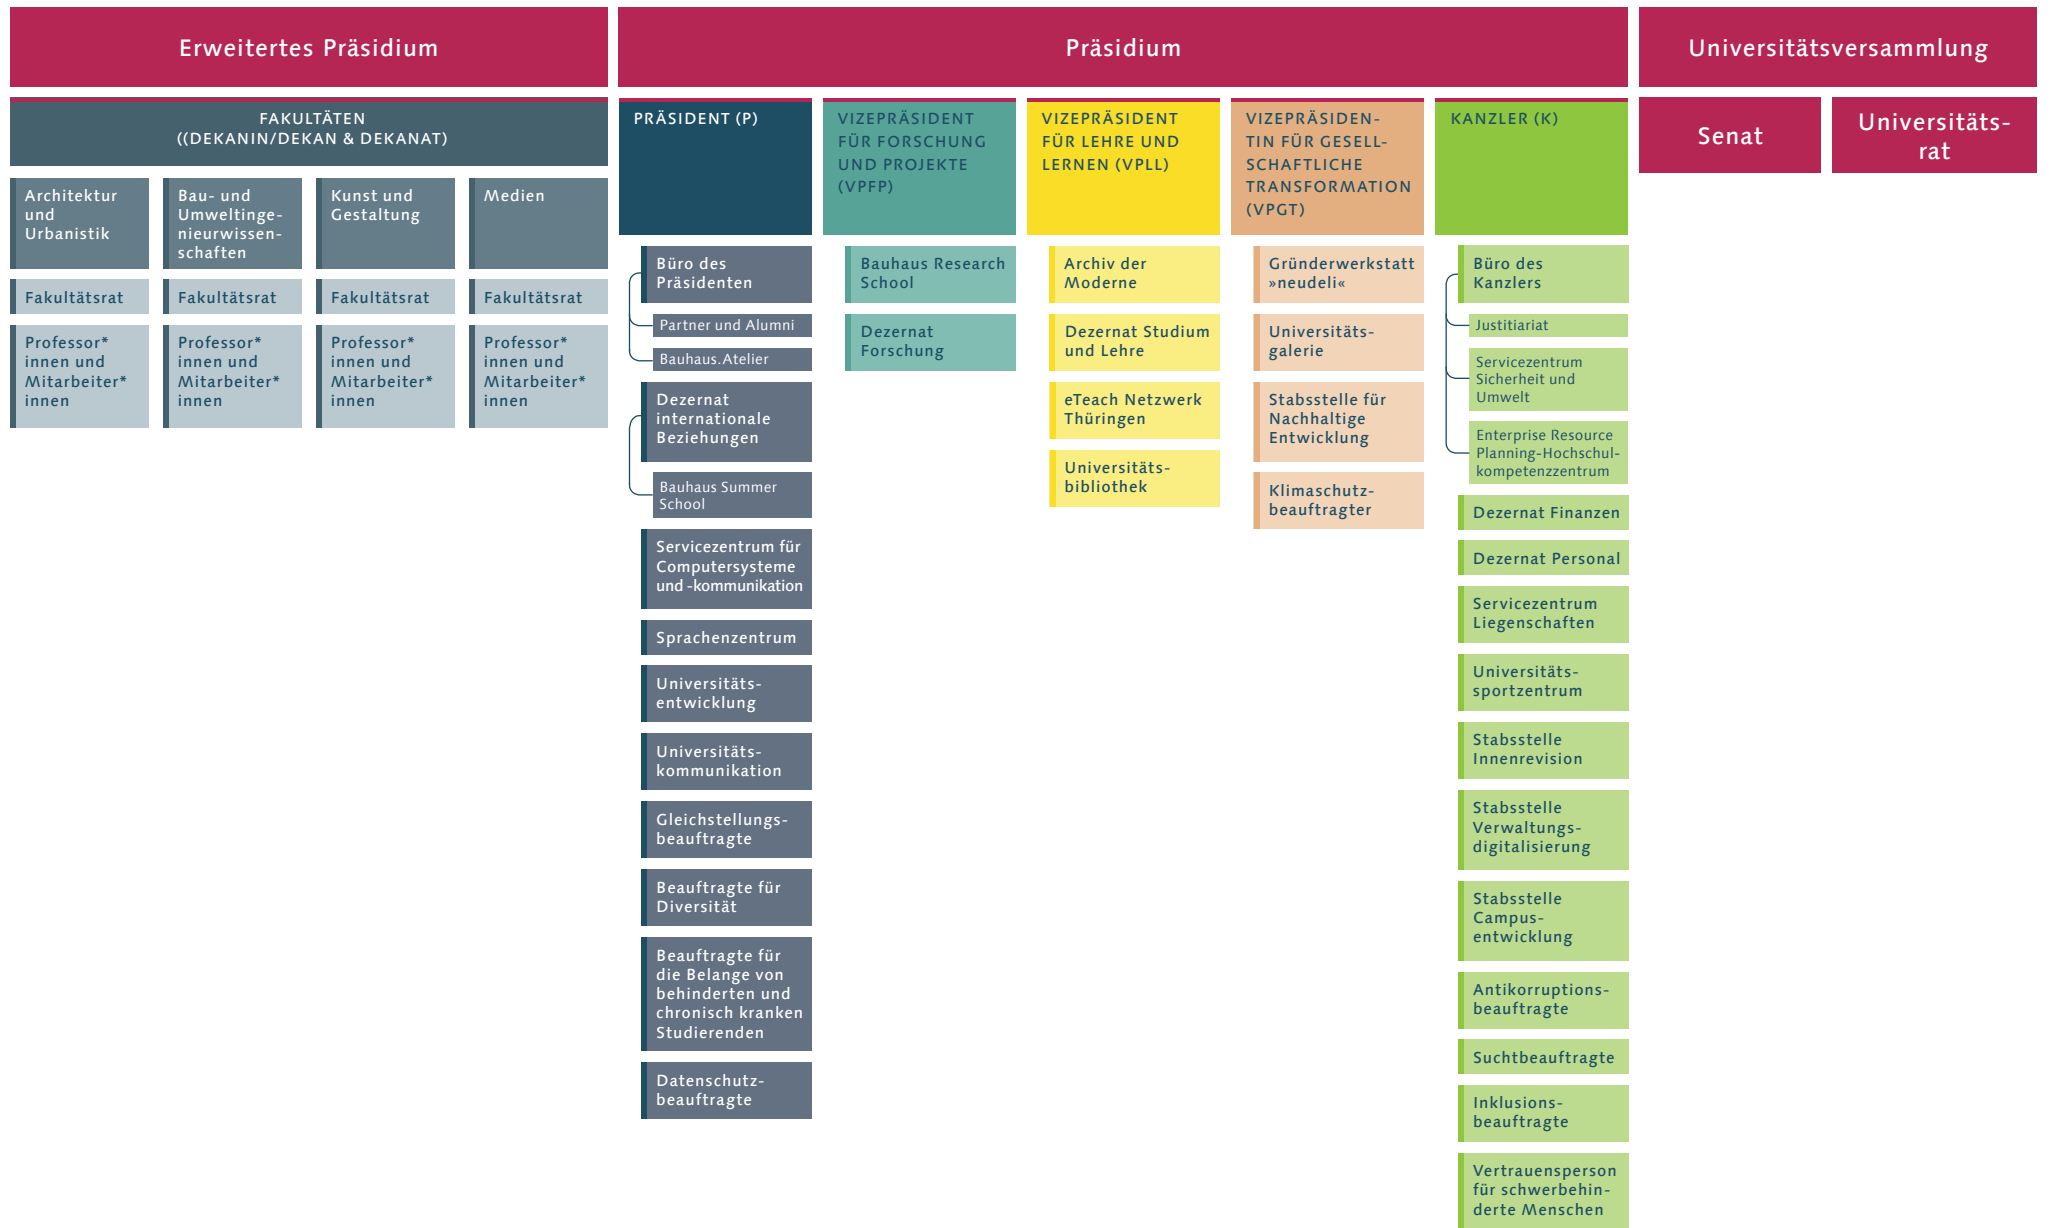 Erweitertes Präsidium
FAKULTÄTEN
((DEKANIN/DEKAN & DEKANAT)
Architektur
und
Urbanistik
Fakultätsrat
Professor*
innen und
Mitarbeiter*
innen
Bau- und
Umweltinge-
nieurwissen-
schaften
Fakultätsrat
Professor*
innen und
Mitarbeiter*
innen
Kunst und
Gestaltung
Fakultätsrat
Professor*
innen und
Mitarbeiter*
innen
Medien
Fakultätsrat
Professor*
innen und
Mitarbeiter*
innen
Präsidium
PRÄSIDENT (P)
Büro des
Präsidenten
Partner und Alumni
Bauhaus.Atelier
Dezernat
internationale
Beziehungen
Bauhaus Summer
School
Servicezentrum für
Computersysteme
und -kommunikation
Sprachenzentrum
Universitäts-
entwicklung
Universitäts-
kommunikation
Gleichstellungs-
beauftragte
Beauftragte für
Diversität
Beauftragte für
die Belange von
behinderten und
chronisch kranken
Studierenden
Datenschutz-
beauftragte
VIZEPRÄSIDENT
FÜR FORSCHUNG
UND PROJEKTE
(VPFP)
Bauhaus Research
School
Dezernat
Forschung
VIZEPRÄSIDENT
FÜR LEHRE UND
LERNEN (VPLL)
Archiv der
Moderne
Dezernat Studium
und Lehre
eTeach Netzwerk
Thüringen
Universitäts-
bibliothek
VIZEPRÄSIDEN-
TIN FÜR GESELL-
SCHAFTLICHE
TRANSFORMATION
(VPGT)
Gründerwerkstatt
»neudeli«
Universitäts-
galerie
Stabsstelle für
Nachhaltige
Entwicklung
Klimaschutz-
beauftragter
KANZLER (K)
Büro des
Kanzlers
Justitiariat
Servicezentrum
Sicherheit und
Umwelt
Enterprise Resource
Planning-Hochschul-
kompetenzzentrum
Dezernat Finanzen
Dezernat Personal
Servicezentrum
Liegenschaften
Universitäts-
sportzentrum
Stabsstelle
Innenrevision
Stabsstelle
Verwaltungs-
digitalisierung
Stabsstelle
Campus-
entwicklung
Antikorruptions-
beauftragte
Suchtbeauftragte
Inklusions-
beauftragte
Vertrauensperson
für schwerbehin-
derte Menschen
Universitätsversammlung
Senat
Universitäts-
rat